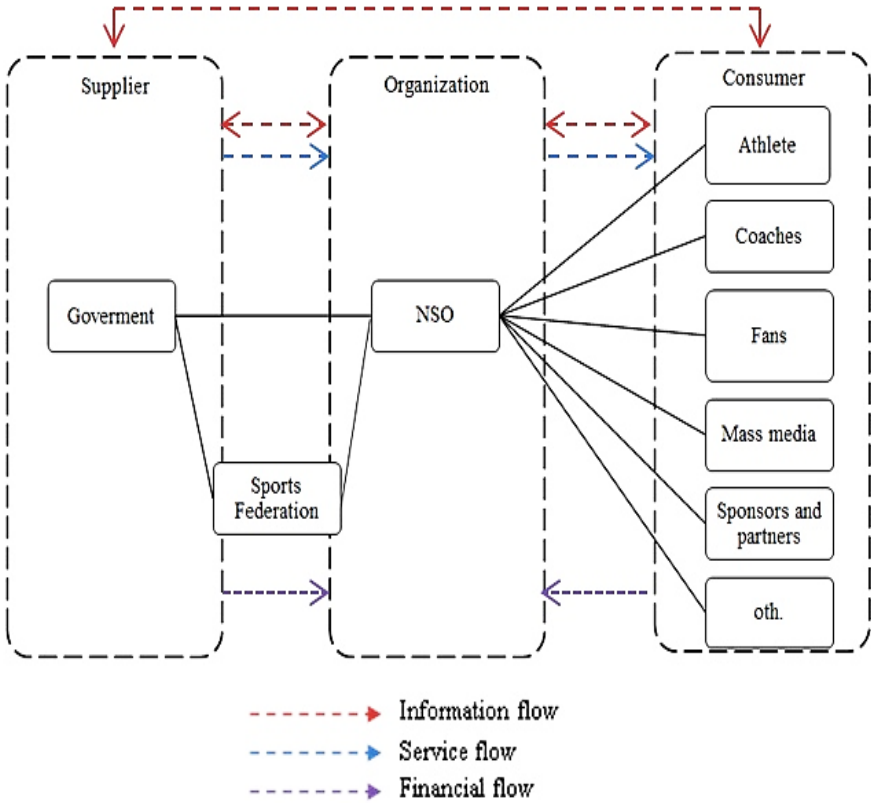 Supplier
Organization
Consumer
Athlete
Coaches
Goverment
NSO
Fans
Mass media
Sports
Federation
Sponsors and
partners
oth.
Information flow
Service flow
Financial flow